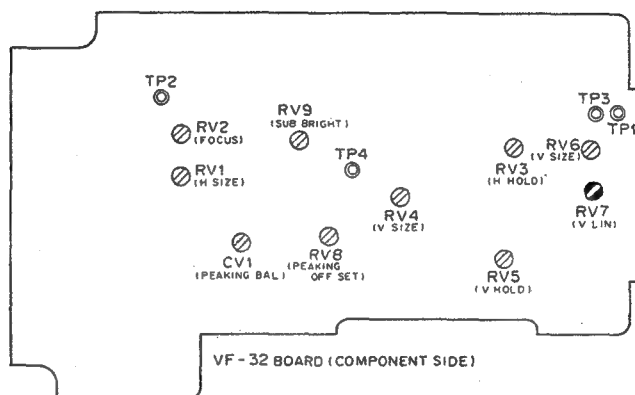 TP2
TP3
TP1
RV2
(FOCUS)
RV9
(SUB BRIGHT)
RV6
(V SIZE)
TP4
RV3
(H HOLD)
RV1
(H SIZE)
RV4
(V SIZE)
RV7
(V LIN)
CV1
(PEAKING BAL)
RV8
(PEAKING
OFF SET)
RV5
(V HOLD)
VF-32 BOARD (COMPONENT SIDE)